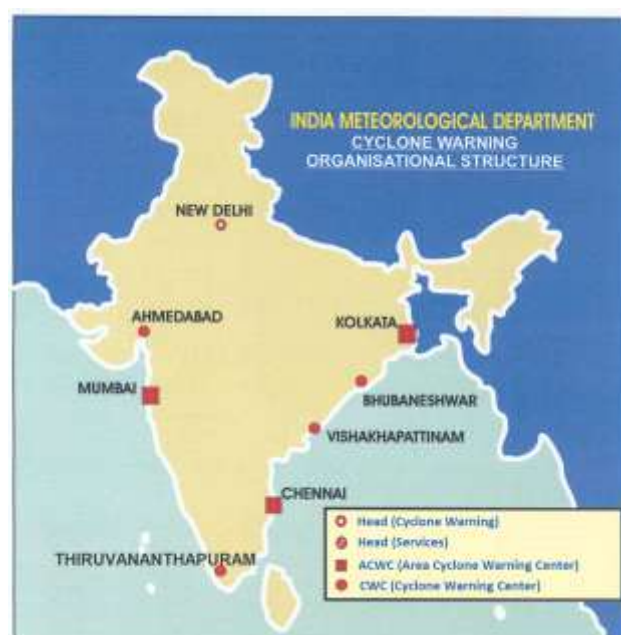 INDIA METEOROLOGICAL DEPARTMENT
CYCLONE WARNING
ORGANISATIONAL STRUCTURE
NEW DELHI
AHMEDABAD
KOLKATA
MUMBAI
BHUBANESHWAR
VISHAKHAPATTINAM
CHENNAI
THIRUVANANTHAPURAM
Head (Cyclone Warning)
Head (Services)
ACWC (Area Cyclone Warning Center)
CWC (Cyclone Warning Center)